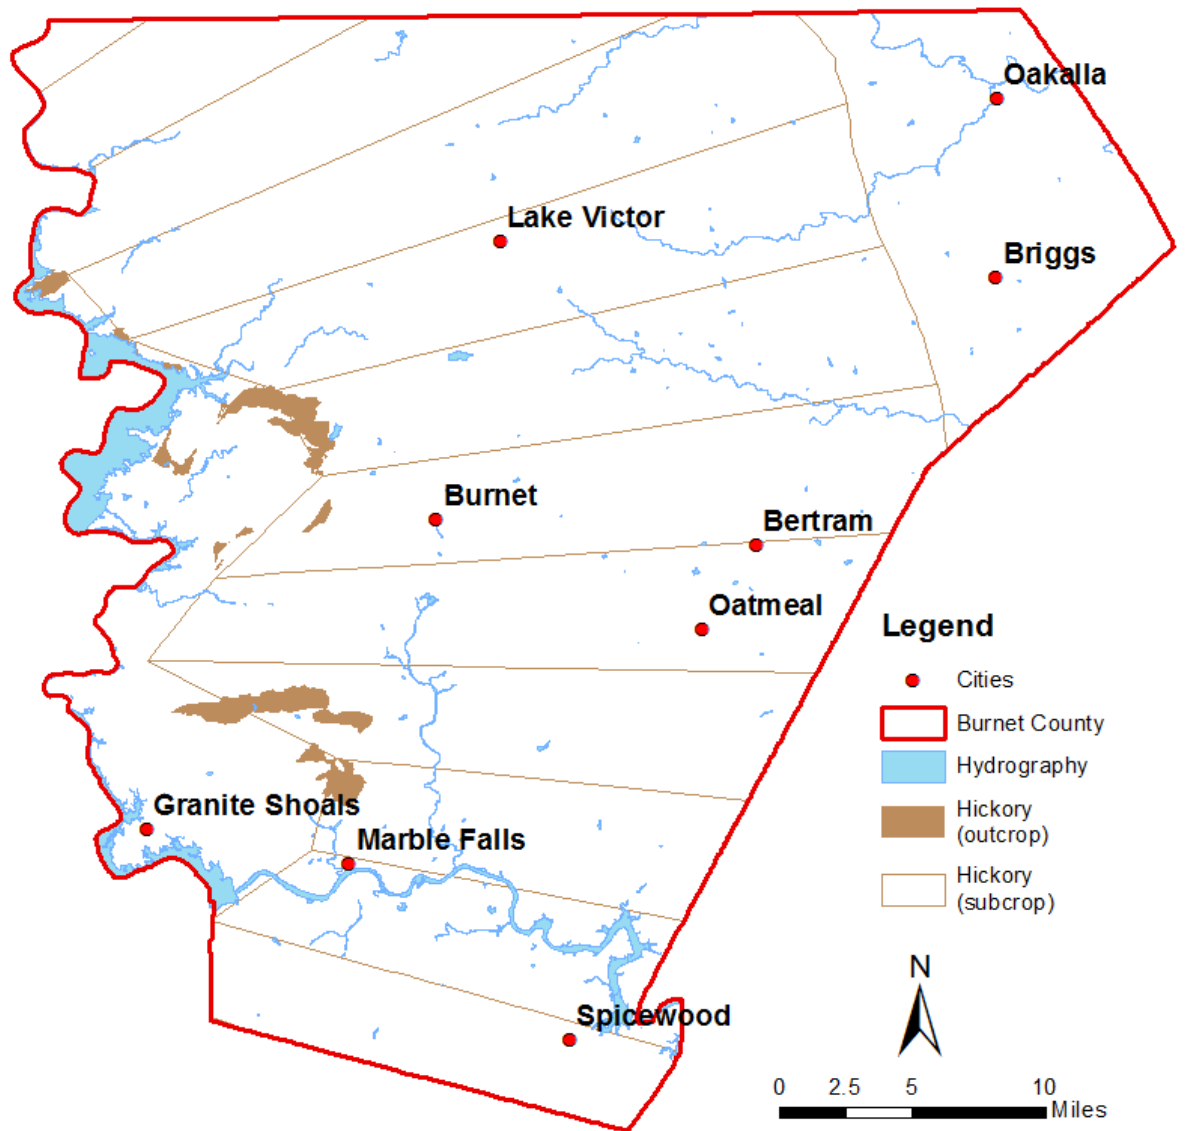 Oakalla
Lake Victor
Briggs
Burnet
Bertram
Oatmeal
Legend
Cities
Burnet County
Hydrography
Hickory
(outcrop)
Hickory
(subcrop)
Granite Shoals
Marble Falls
N
Spicewood
0 2.5 5 10
Miles